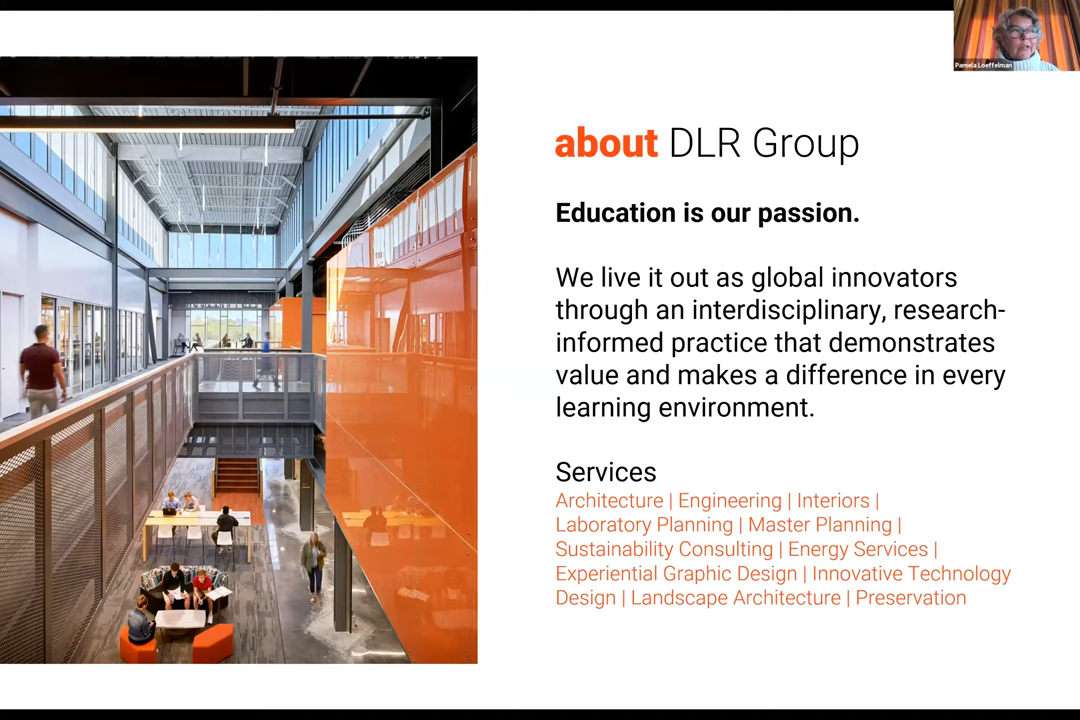 Pamela Loeffelman
about DLR Group
Education is our passion.
We live it out as global innovators
through an interdisciplinary, research-
informed practice that demonstrates
value and makes a difference in every
learning environment.
Services
Architecture | Engineering | Interiors |
Laboratory Planning | Master Planning |
Sustainability Consulting | Energy Services |
Experiential Graphic Design | Innovative Technology
Design | Landscape Architecture | Preservation